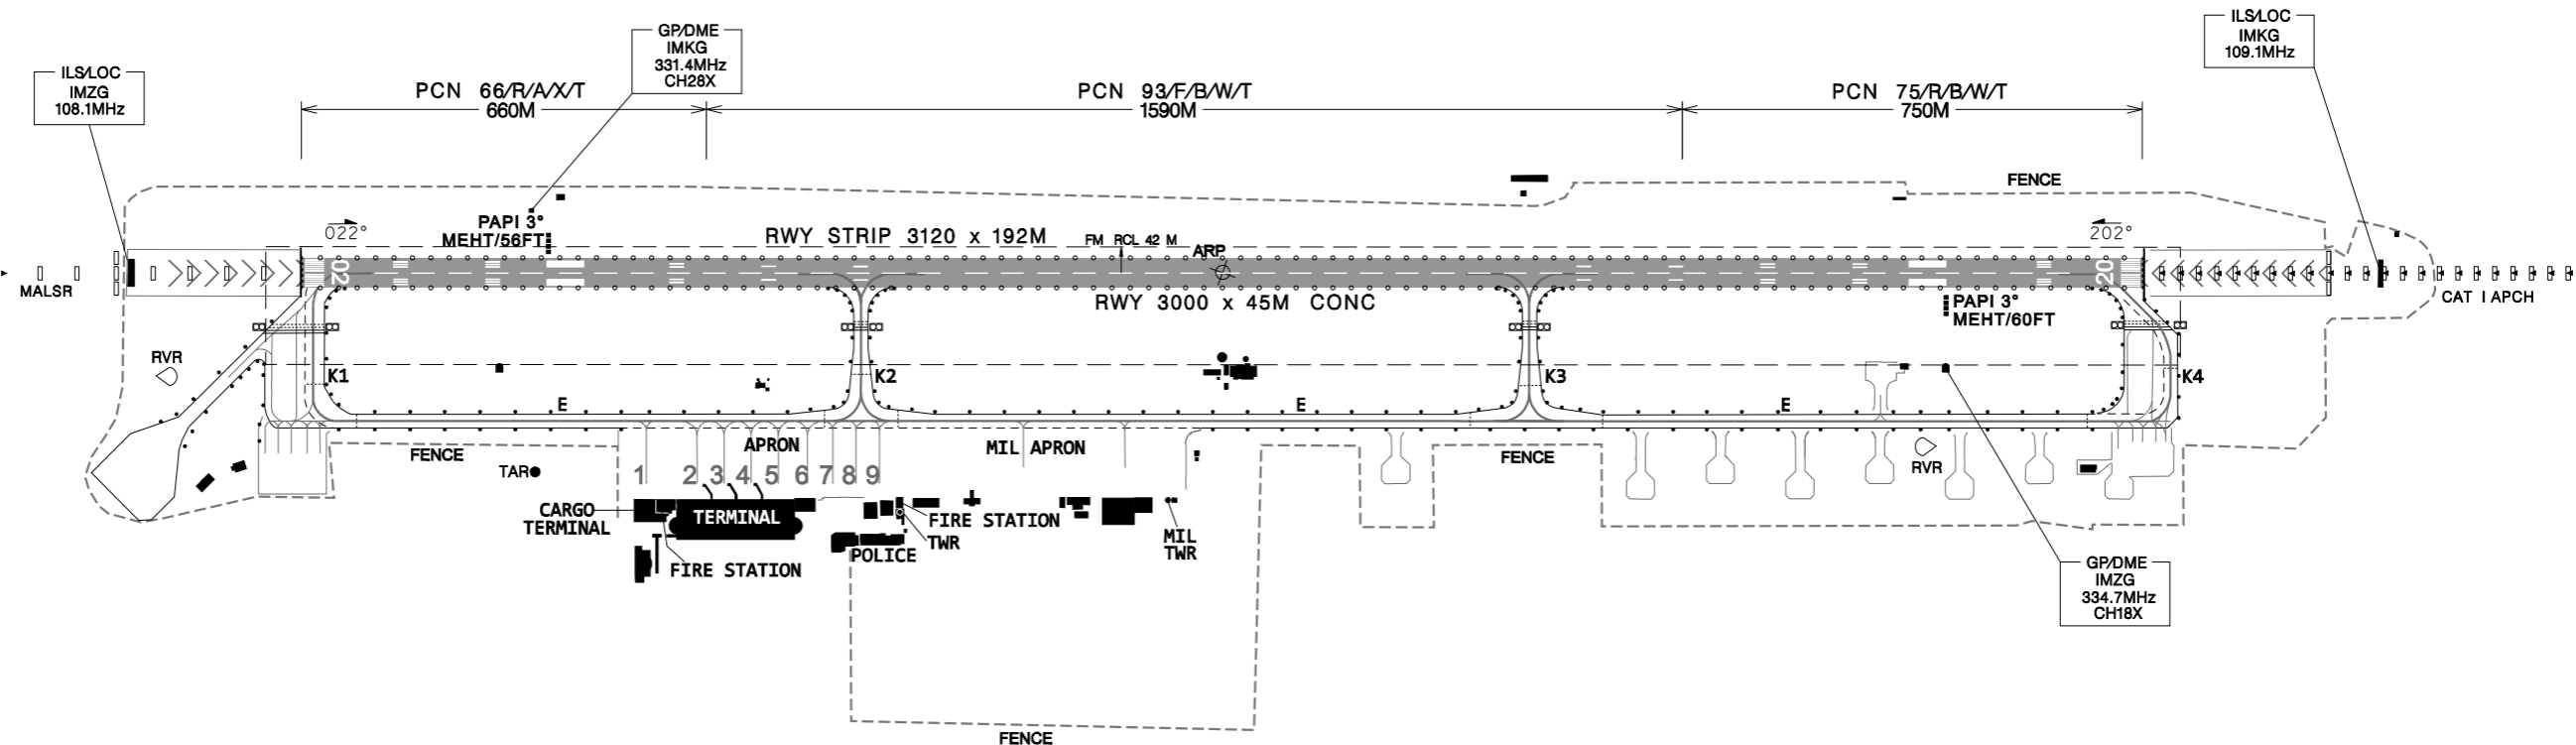 ILS/LOC
IMZG
108.1MHz
GP/DME
IMKG
331.4MHz
CH28X
ILS/LOC
IMKG
109.1MHz
PCN 66/R/A/X/T
660M
PCN 93/F/B/W/T
1590M
PCN 75/R/B/W/T
750M
FENCE
022°
PAPI 3°
MEHT/56FT
RWY STRIP 3120 x 192M
FM RCL 42 M
ARP
202°
MALSR
02
20
RWY 3000 x 45M CONC
PAPI 3°
MEHT/60FT
CAT I APCH
RVR
K1
K2
K3
K4
E
E
E
FENCE
TAR
APRON
MIL APRON
FENCE
RVR
1 2 3 4 5 6 7 8 9
CARGO
TERMINAL
TERMINAL
FIRE STATION
TWR
POLICE
FIRE STATION
MIL
TWR
GP/DME
IMZG
334.7MHz
CH18X
FENCE